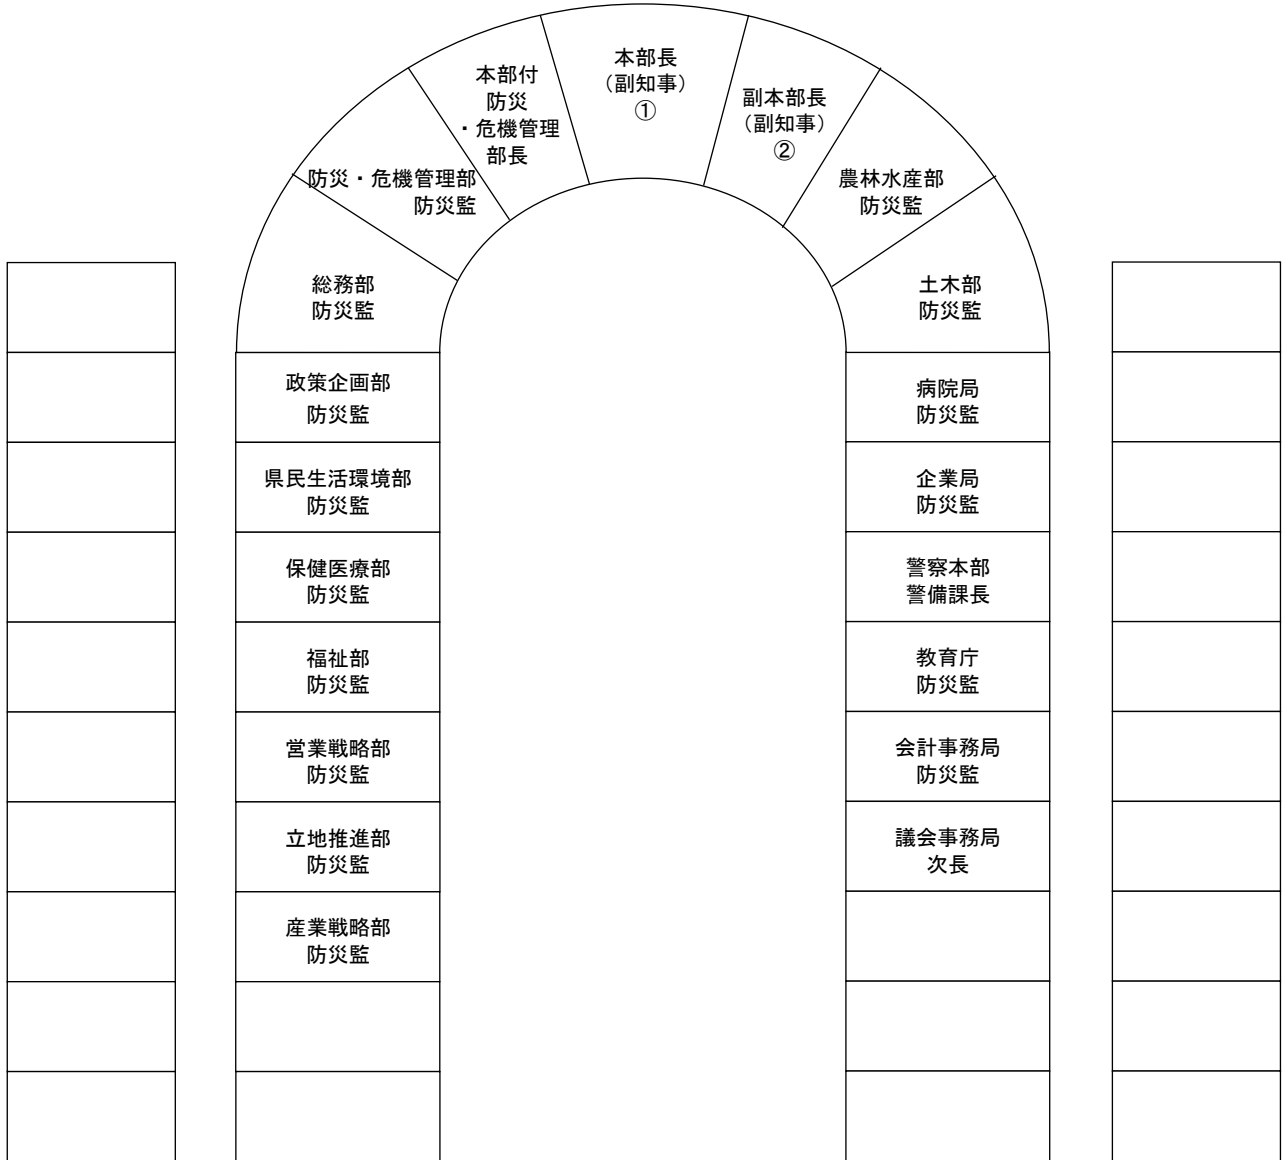 本部長
（副知事）
①
本部付
防災
・危機管理
部長
副本部長
（副知事）
②
防災・危機管理部
防災監
農林水産部
防災監
総務部
防災監
土木部
防災監
政策企画部
防災監
病院局
防災監
県民生活環境部
防災監
企業局
防災監
保健医療部
防災監
警察本部
警備課長
福祉部
防災監
教育庁
防災監
営業戦略部
防災監
会計事務局
防災監
立地推進部
防災監
議会事務局
次長
産業戦略部
防災監